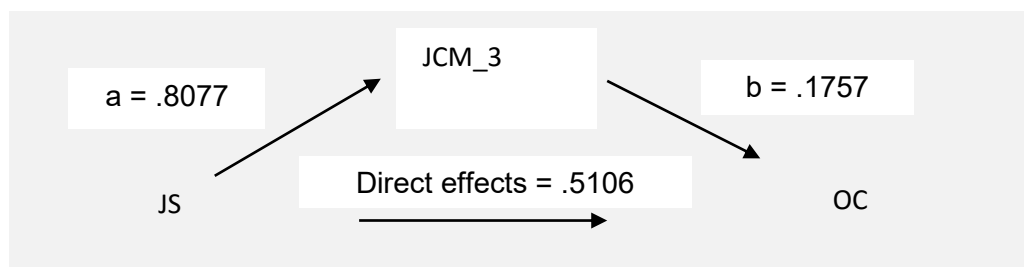 JCM_3
a = .8077
b = .1757
Direct effects = .5106
JS
OC